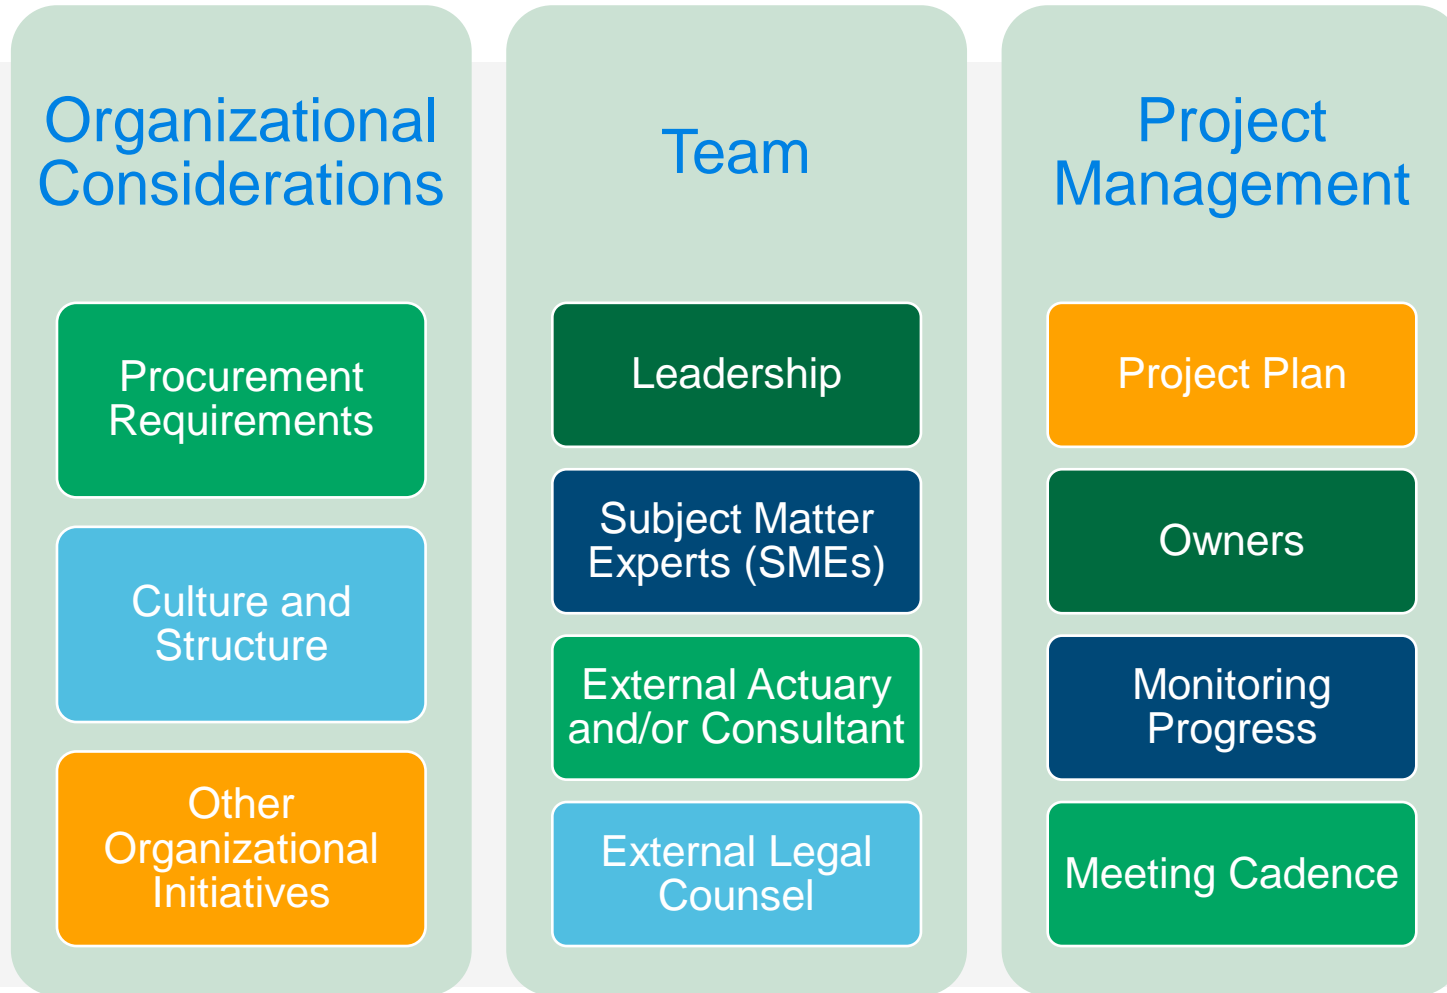 Organizational
Considerations
Procurement
Requirements
Culture and
Structure
Other
Organizational
Initiatives
Team
Leadership
Subject Matter
Experts (SMEs)
External Actuary
and/or Consultant
External Legal
Counsel
Project
Management
Project Plan
Owners
Monitoring
Progress
Meeting Cadence